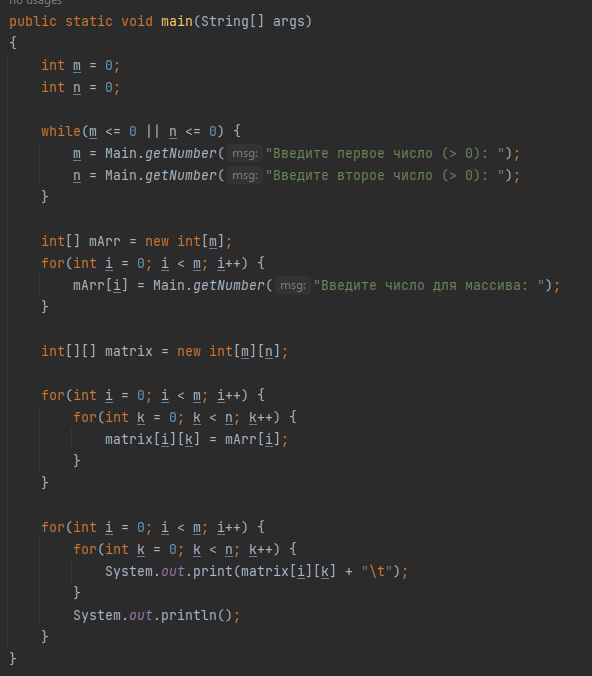 no usages
public static void main(String[] args)
{
    int m = 0;
    int n = 0;

    while(m <= 0 || n <= 0) {
        m = Main.getNumber( msg: "Введите первое число (> 0): ");
        n = Main.getNumber( msg: "Введите второе число (> 0): ");
    }

    int[] mArr = new int[m];
    for(int i = 0; i < m; i++) {
        mArr[i] = Main.getNumber( msg: "Введите число для массива: ");
    }

    int[][] matrix = new int[m][n];

    for(int i = 0; i < m; i++) {
        for(int k = 0; k < n; k++) {
            matrix[i][k] = mArr[i];
        }
    }

    for(int i = 0; i < m; i++) {
        for(int k = 0; k < n; k++) {
            System.out.print(matrix[i][k] + "\t");
        }
        System.out.println();
    }
}